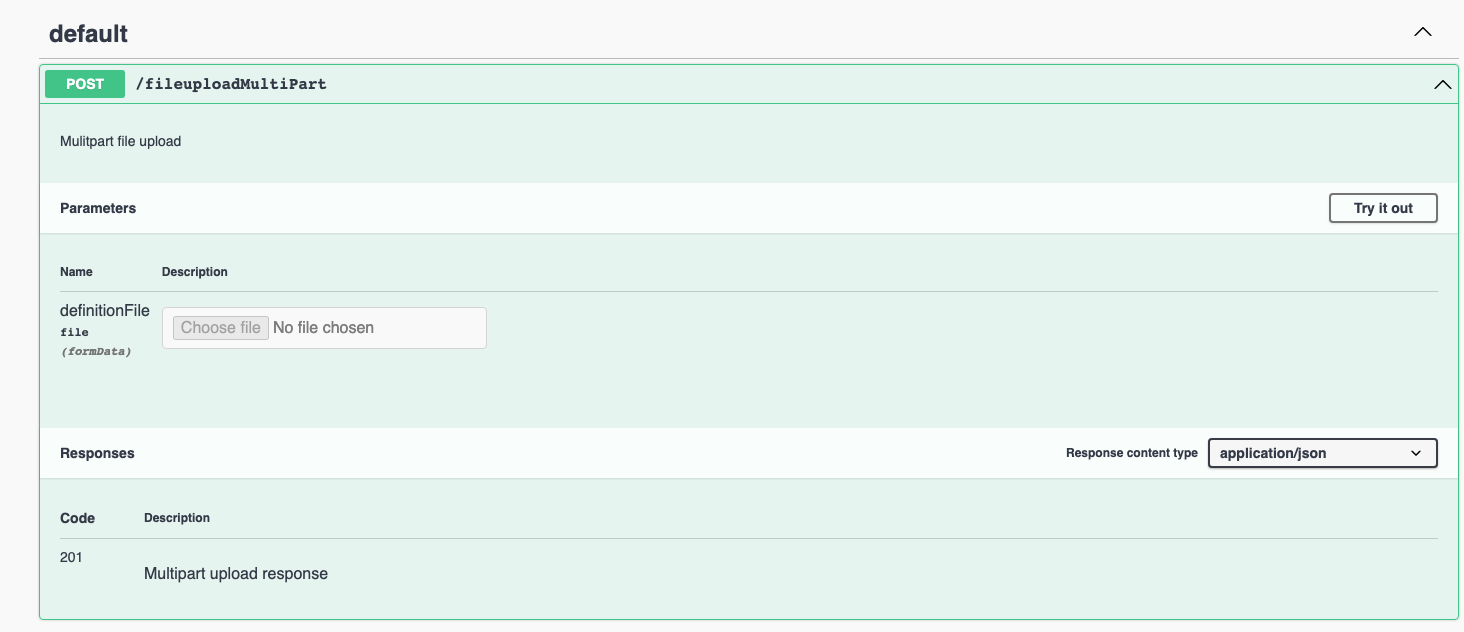 default
POST /fileuploadMultiPart
Mulitpart file upload
Parameters Try it out
Name Description
definitionFile
file
(formData)
Choose file No file chosen
Responses Response content type application/json
Code Description
201
Multipart upload response